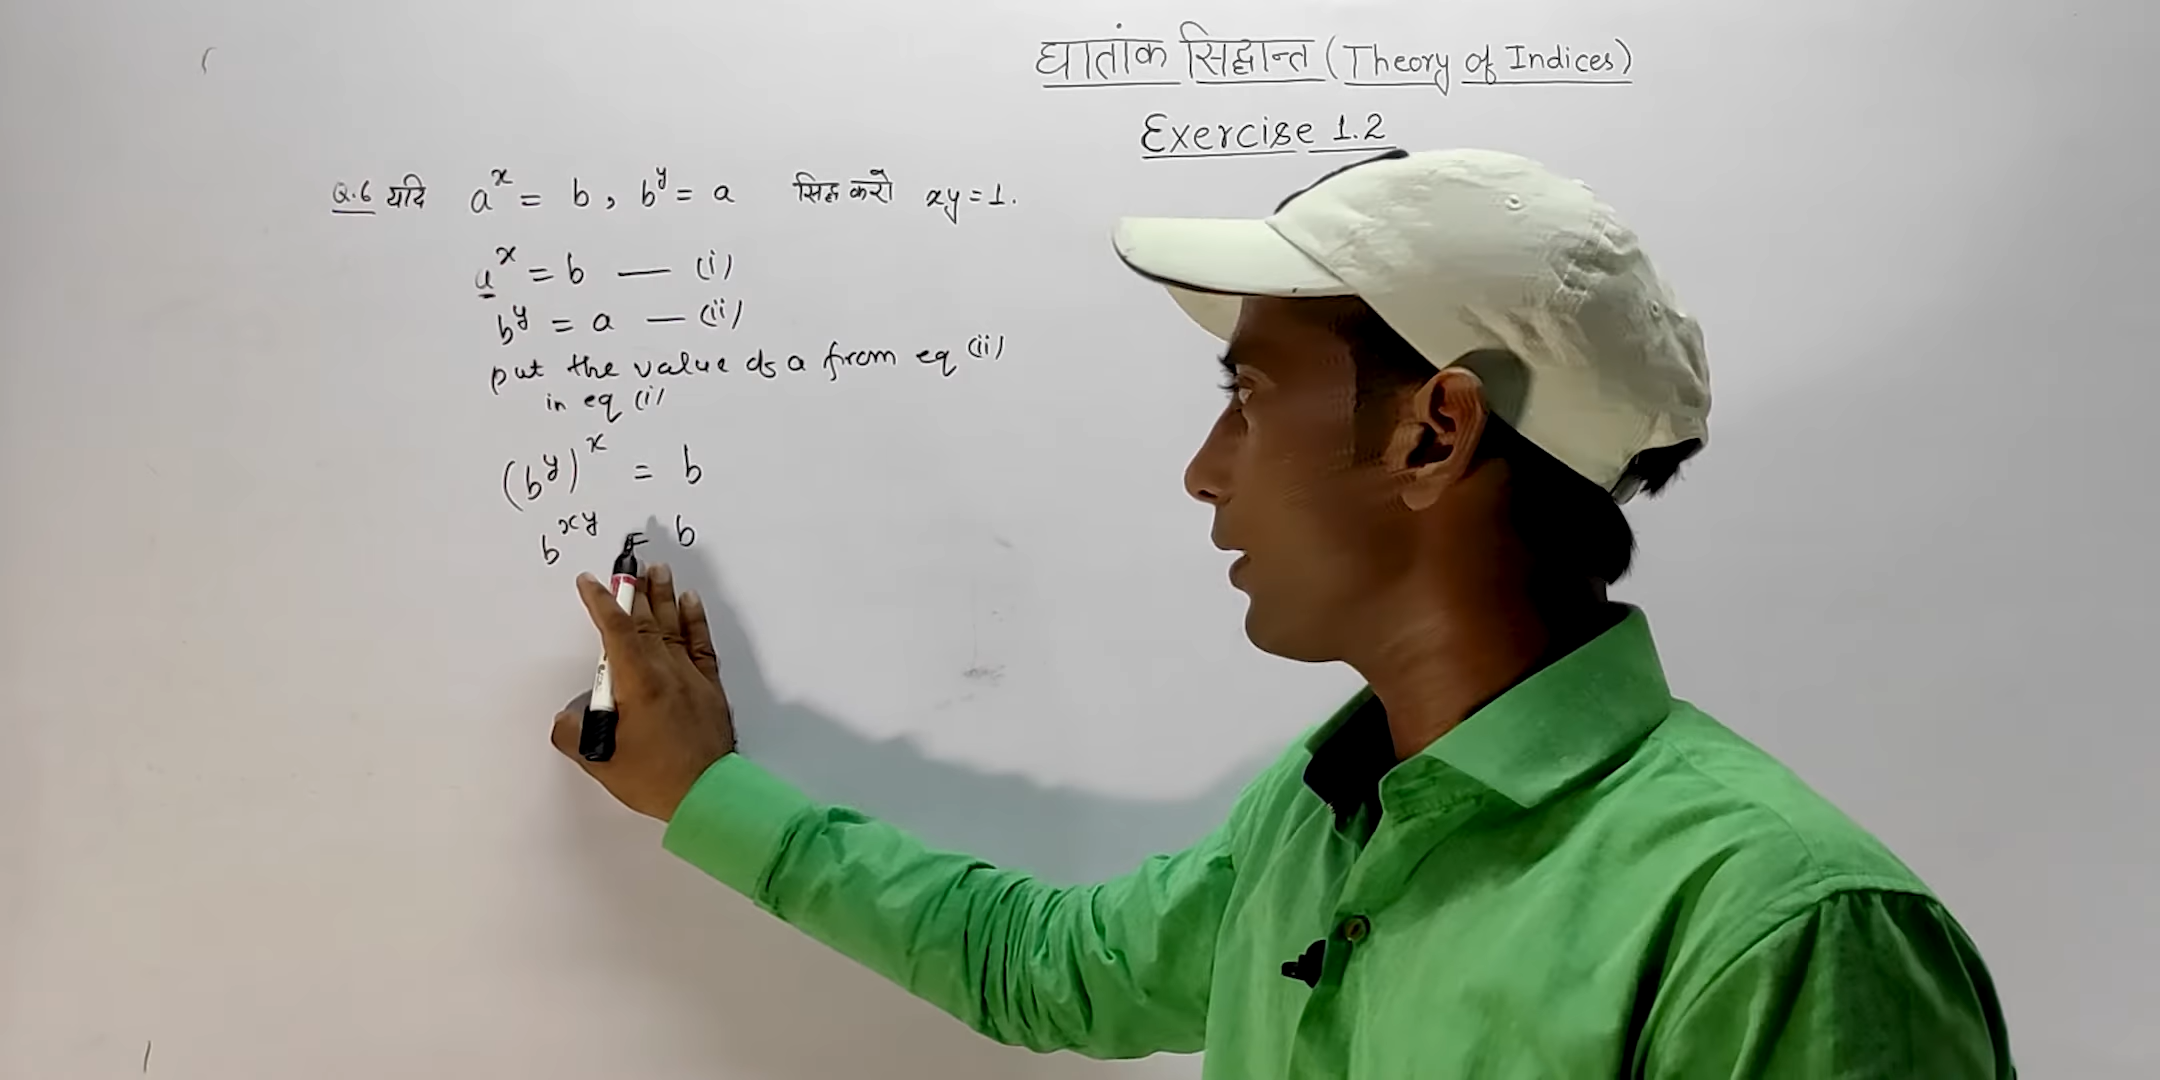 घातांक सिद्धान्त (Theory of Indices)
Exercise 1.2
Q.6 यदि a^x = b, b^y = a सिद्ध करो xy = 1.
a^x = b — (i)
b^y = a — (ii)
put the value of a from eq (ii)
in eq (i)
(b^y)^x = b
b^xy = b